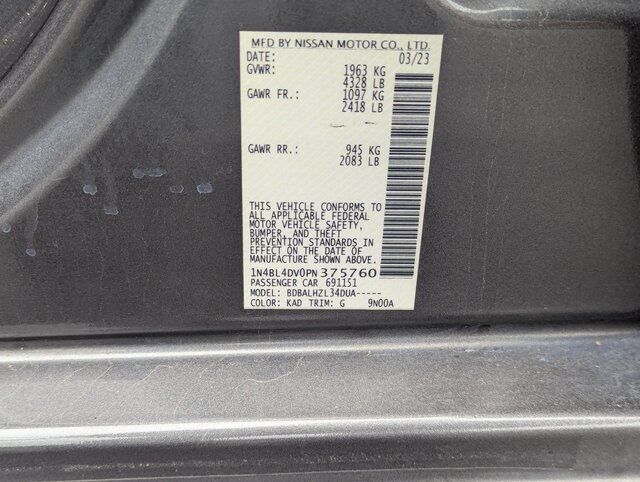 MFD BY NISSAN MOTOR CO., LTD.
DATE: 03/23
GVWR: 1963 KG
4328 LB
GAWR FR.: 1097 KG
2418 LB
GAWR RR.: 945 KG
2083 LB
THIS VEHICLE CONFORMS TO
ALL APPLICABLE FEDERAL
MOTOR VEHICLE SAFETY,
BUMPER, AND THEFT
PREVENTION STANDARDS IN
EFFECT ON THE DATE OF
MANUFACTURE SHOWN ABOVE.
1N4BL4DV0PN375760
PASSENGER CAR 691151
MODEL: BDBALHZL34DUA-----
COLOR: KAD TRIM: G 9N00A